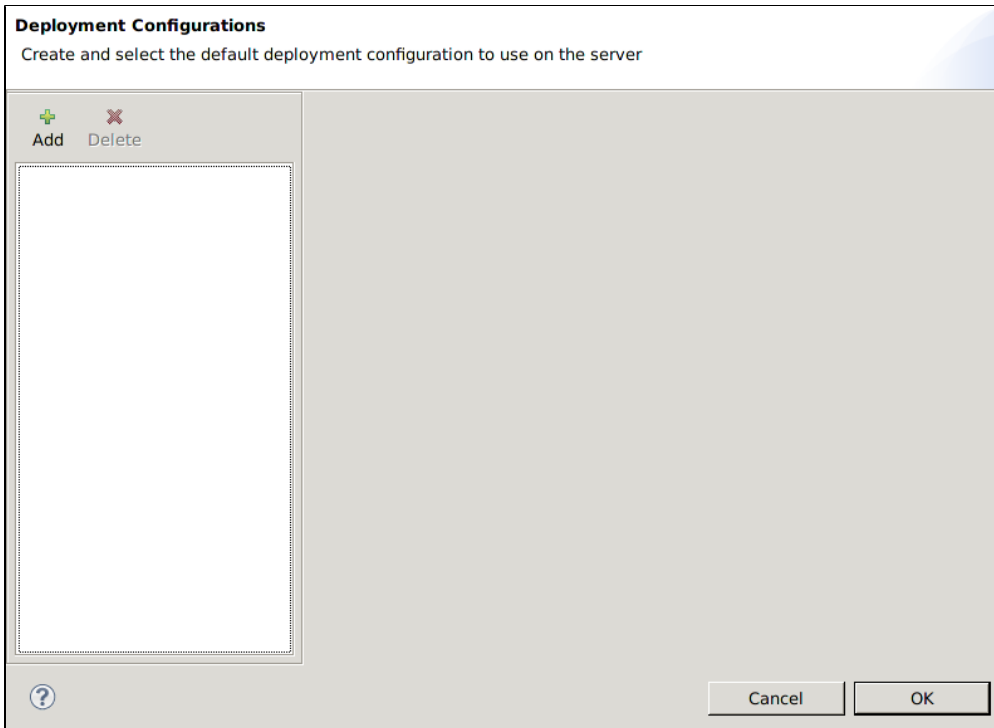 Deployment Configurations
Create and select the default deployment configuration to use on the server
Add Delete
?
Cancel OK